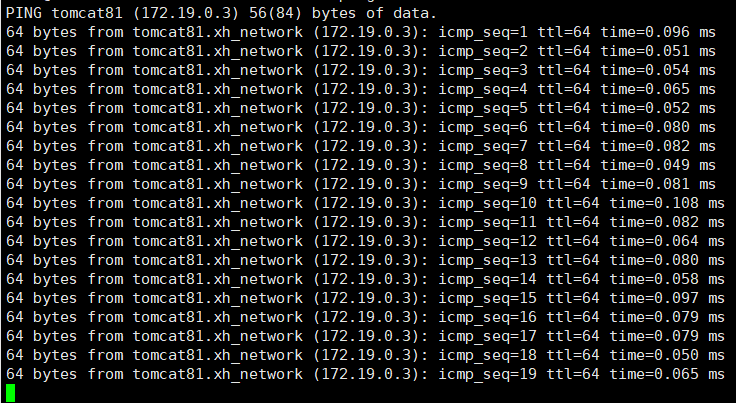 PING tomcat81 (172.19.0.3) 56(84) bytes of data.
64 bytes from tomcat81.xh_network (172.19.0.3): icmp_seq=1 ttl=64 time=0.096 ms
64 bytes from tomcat81.xh_network (172.19.0.3): icmp_seq=2 ttl=64 time=0.051 ms
64 bytes from tomcat81.xh_network (172.19.0.3): icmp_seq=3 ttl=64 time=0.054 ms
64 bytes from tomcat81.xh_network (172.19.0.3): icmp_seq=4 ttl=64 time=0.065 ms
64 bytes from tomcat81.xh_network (172.19.0.3): icmp_seq=5 ttl=64 time=0.052 ms
64 bytes from tomcat81.xh_network (172.19.0.3): icmp_seq=6 ttl=64 time=0.080 ms
64 bytes from tomcat81.xh_network (172.19.0.3): icmp_seq=7 ttl=64 time=0.082 ms
64 bytes from tomcat81.xh_network (172.19.0.3): icmp_seq=8 ttl=64 time=0.049 ms
64 bytes from tomcat81.xh_network (172.19.0.3): icmp_seq=9 ttl=64 time=0.081 ms
64 bytes from tomcat81.xh_network (172.19.0.3): icmp_seq=10 ttl=64 time=0.108 ms
64 bytes from tomcat81.xh_network (172.19.0.3): icmp_seq=11 ttl=64 time=0.082 ms
64 bytes from tomcat81.xh_network (172.19.0.3): icmp_seq=12 ttl=64 time=0.064 ms
64 bytes from tomcat81.xh_network (172.19.0.3): icmp_seq=13 ttl=64 time=0.080 ms
64 bytes from tomcat81.xh_network (172.19.0.3): icmp_seq=14 ttl=64 time=0.058 ms
64 bytes from tomcat81.xh_network (172.19.0.3): icmp_seq=15 ttl=64 time=0.097 ms
64 bytes from tomcat81.xh_network (172.19.0.3): icmp_seq=16 ttl=64 time=0.079 ms
64 bytes from tomcat81.xh_network (172.19.0.3): icmp_seq=17 ttl=64 time=0.079 ms
64 bytes from tomcat81.xh_network (172.19.0.3): icmp_seq=18 ttl=64 time=0.050 ms
64 bytes from tomcat81.xh_network (172.19.0.3): icmp_seq=19 ttl=64 time=0.065 ms